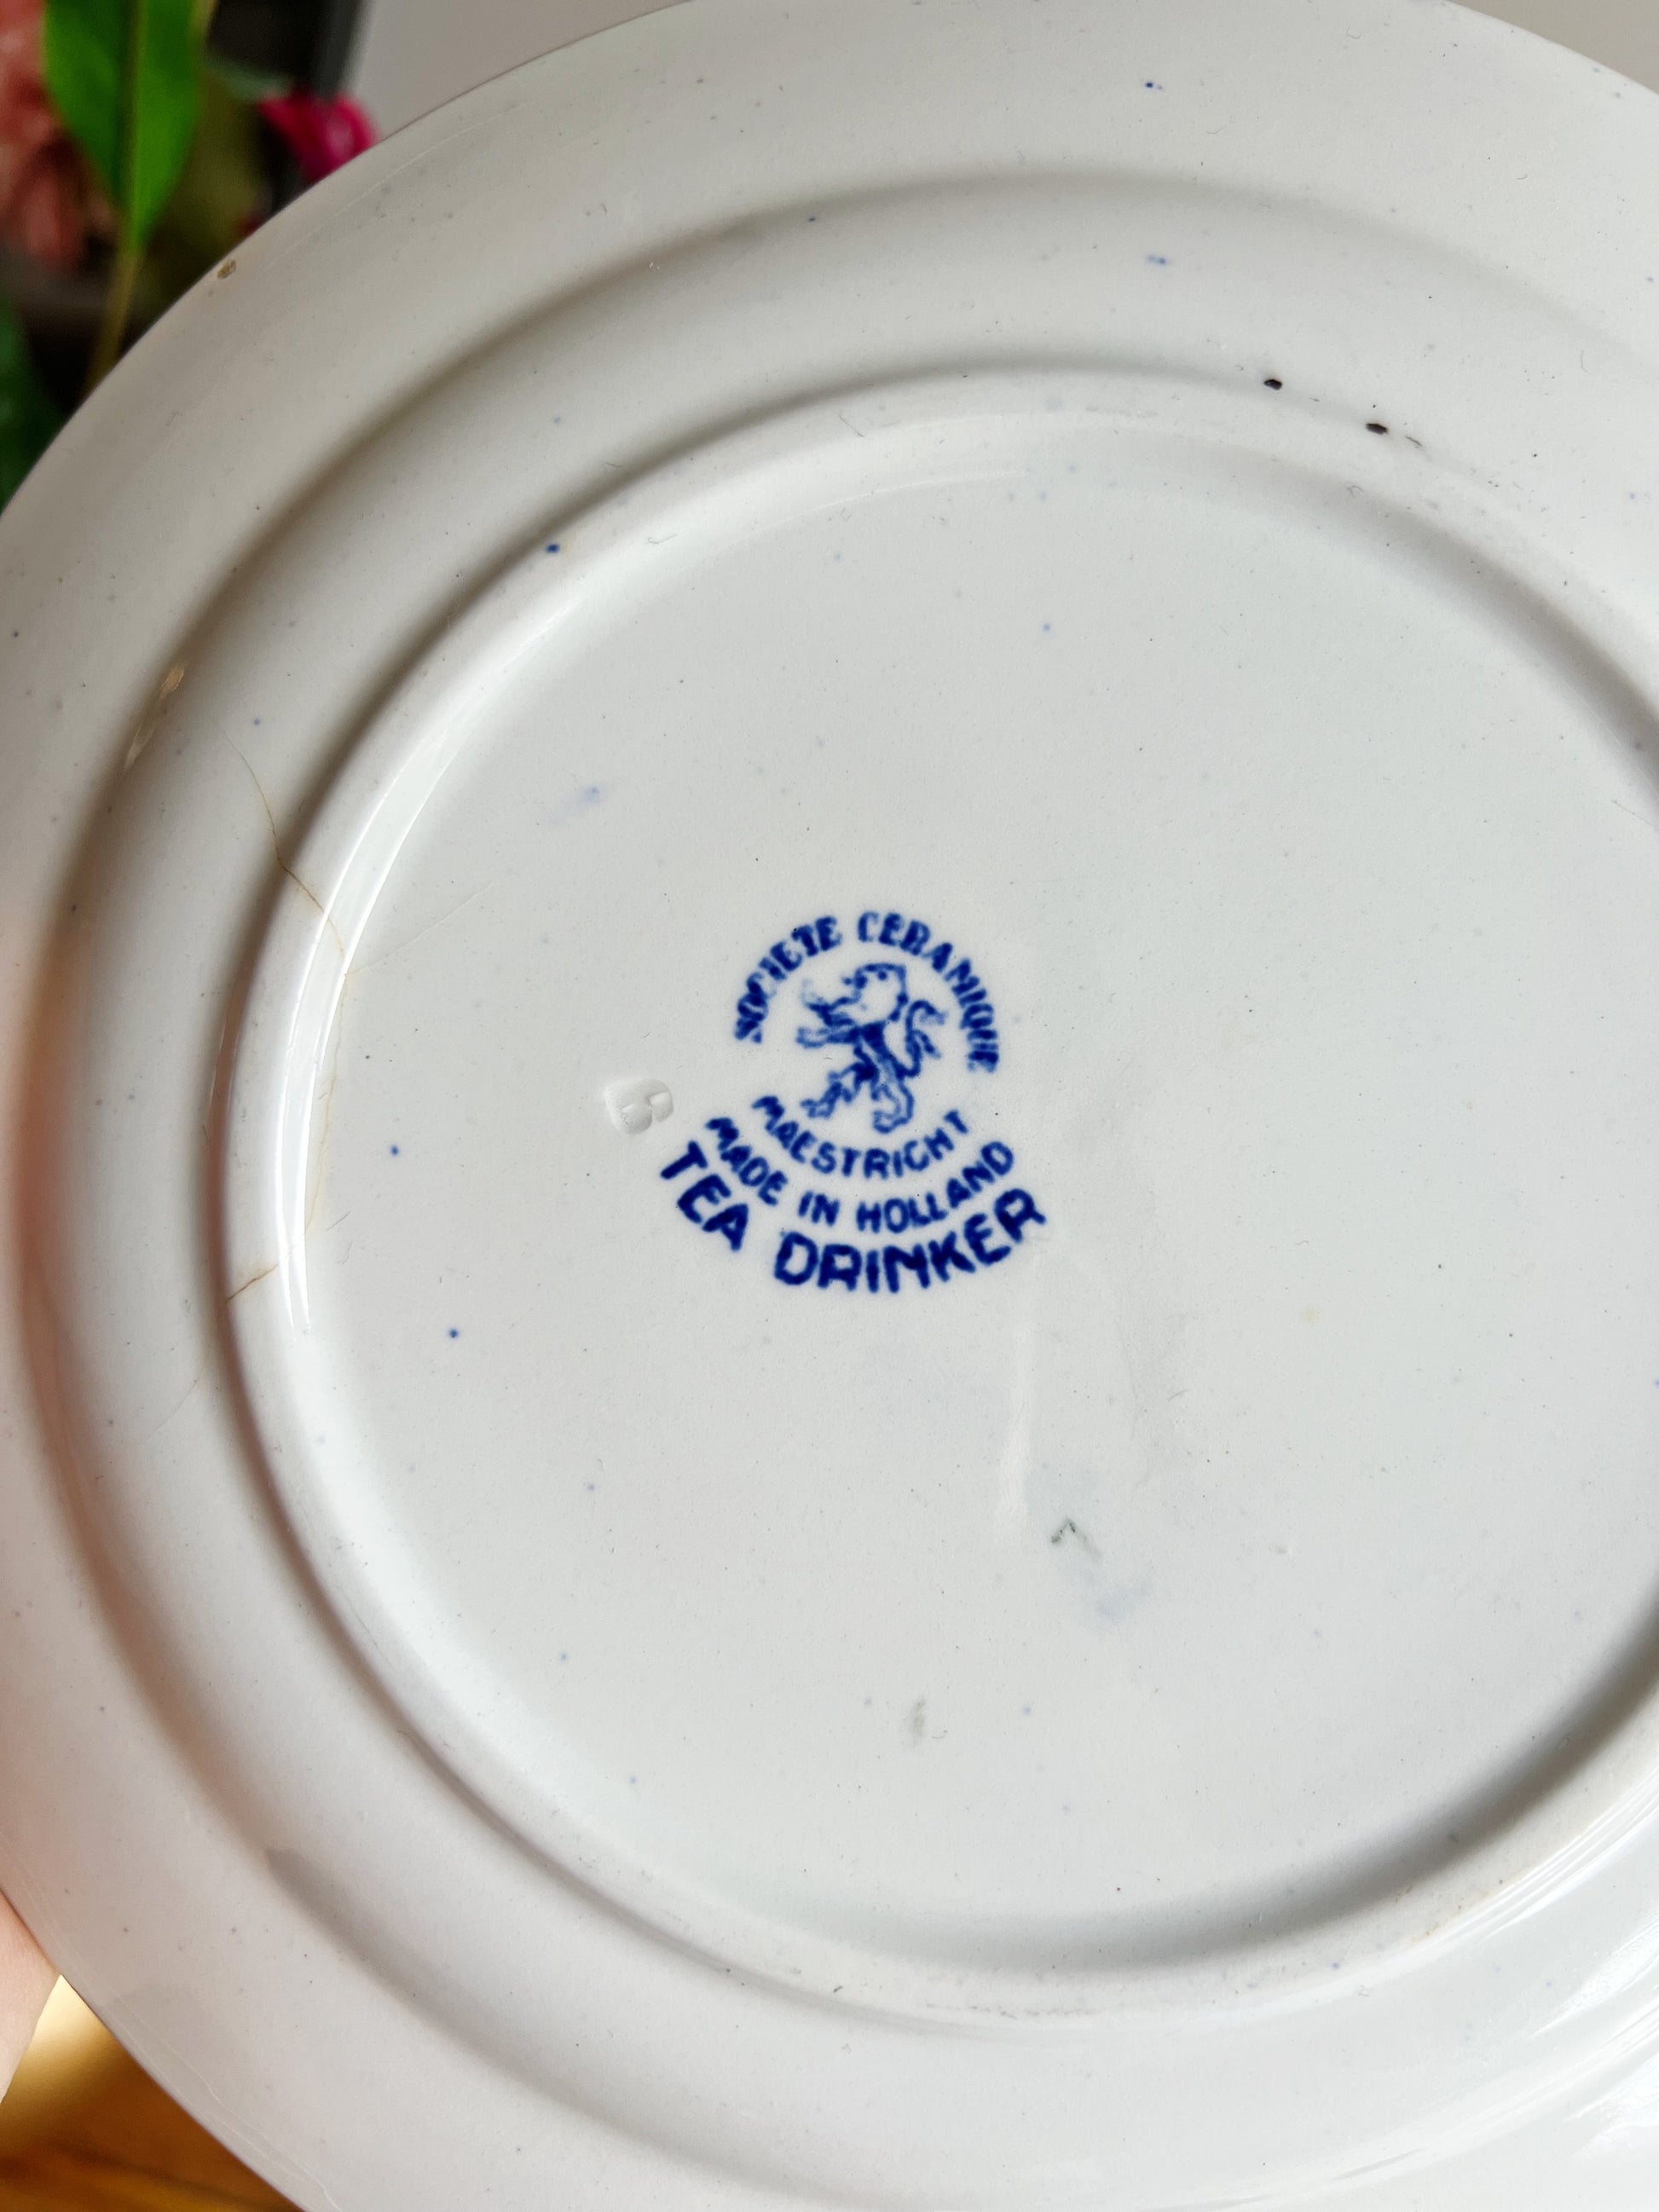 SOCIETE CERAMIQUE
MAESTRICHT
MADE IN HOLLAND
TEA DRINKER